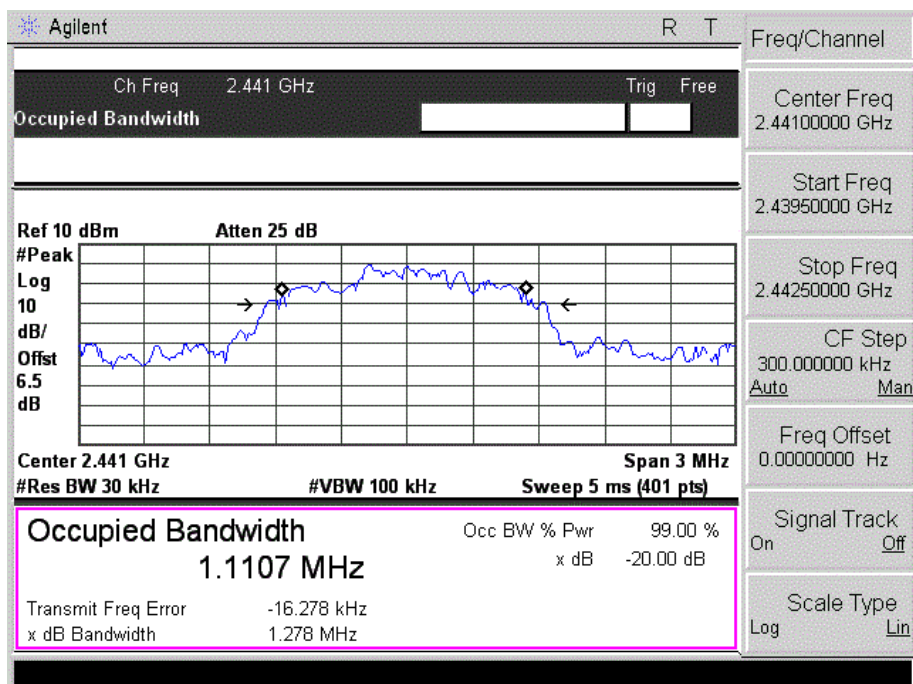 Agilent R T
Ch Freq 2.441 GHz Trig Free
Occupied Bandwidth
Ref 10 dBm Atten 25 dB
#Peak
Log
10
dB/
Offst
6.5
dB
Center 2.441 GHz Span 3 MHz
#Res BW 30 kHz #VBW 100 kHz Sweep 5 ms (401 pts)
Occupied Bandwidth
1.1107 MHz
Occ BW % Pwr 99.00 %
x dB -20.00 dB
Transmit Freq Error -16.278 kHz
x dB Bandwidth 1.278 MHz
Freq/Channel
Center Freq
2.44100000 GHz
Start Freq
2.43950000 GHz
Stop Freq
2.44250000 GHz
CF Step
300.000000 kHz
Auto Man
Freq Offset
0.00000000 Hz
Signal Track
On Off
Scale Type
Log Lin